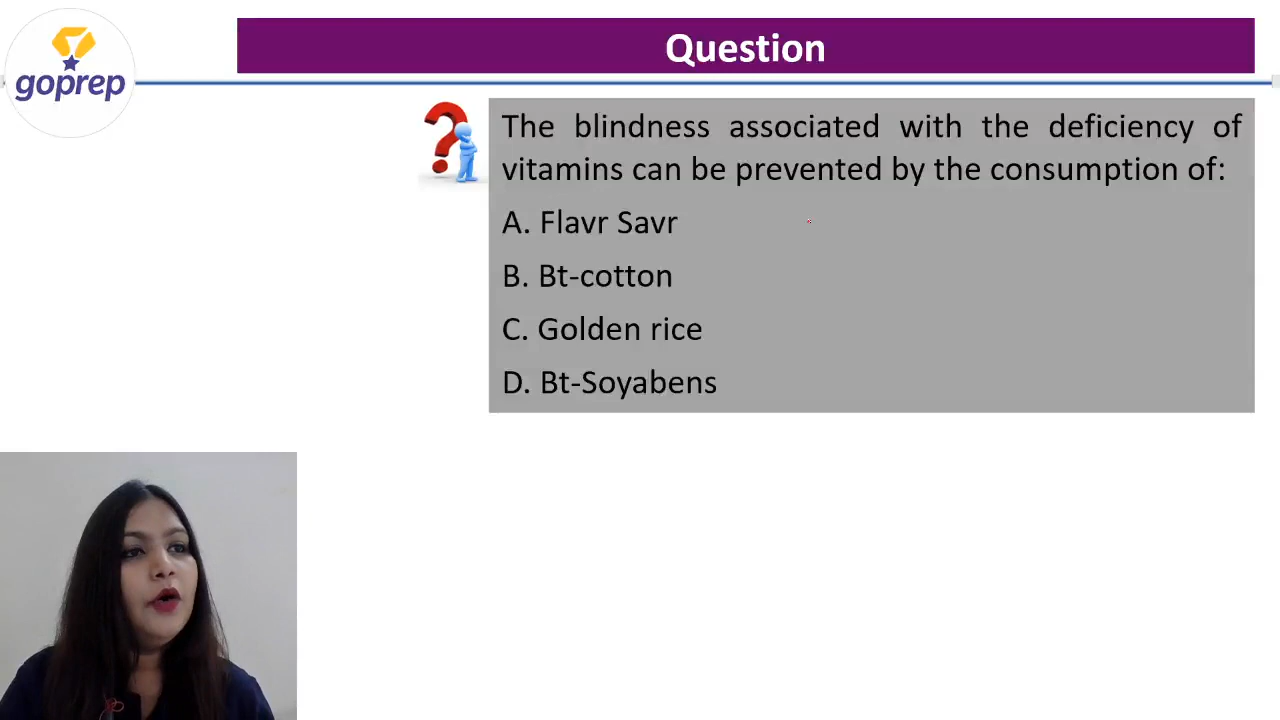 goprep
Question
The blindness associated with the deficiency of
vitamins can be prevented by the consumption of:
A. Flavr Savr
B. Bt-cotton
C. Golden rice
D. Bt-Soyabens